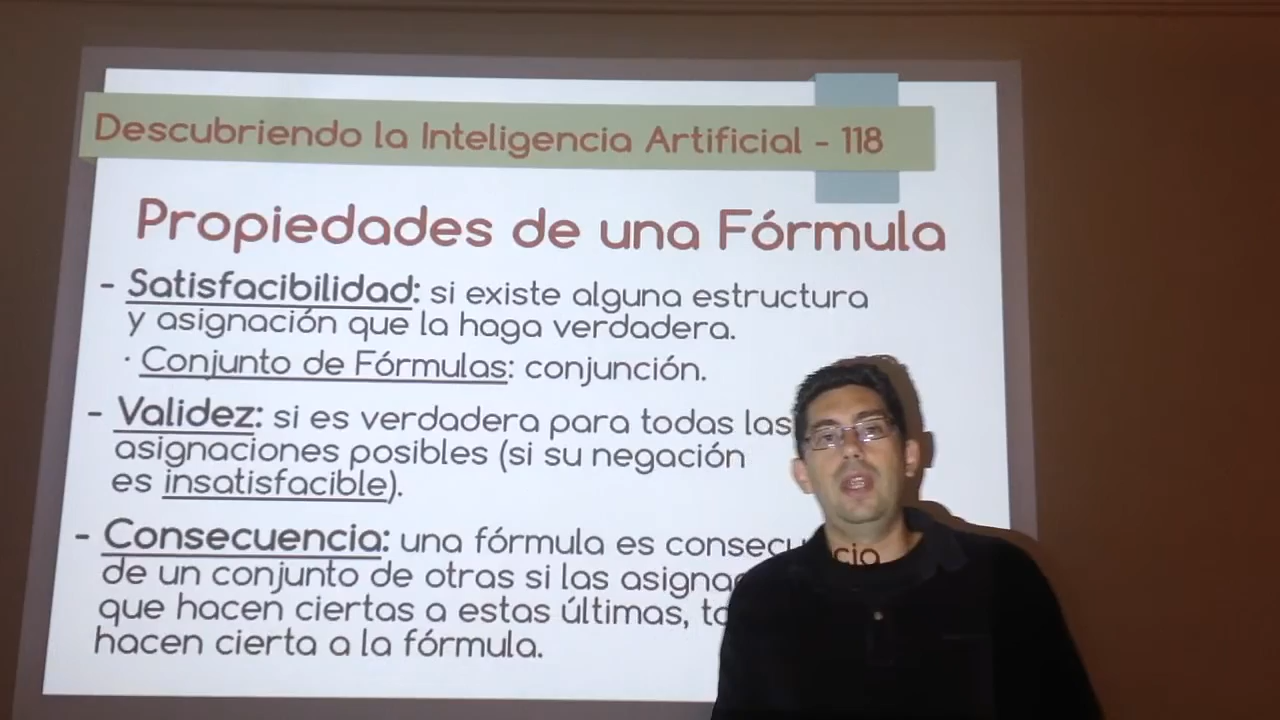 Descubriendo la Inteligencia Artificial - 118
Propiedades de una Fórmula
- Satisfacibilidad: si existe alguna estructura
y asignación que la haga verdadera.
· Conjunto de Fórmulas: conjunción.
- Validez: si es verdadera para todas las
asignaciones posibles (si su negación
es insatisfacible).
- Consecuencia: una fórmula es consecuencia
de un conjunto de otras si las
que hacen ciertas a estas últimas,
hacen cierta a la fórmula.